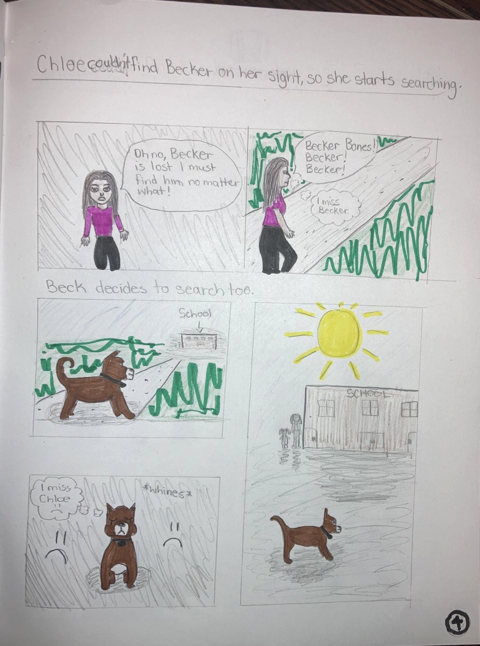 Chloe couldn't find Becker on her sight, so she starts searching.
Oh no, Becker
is lost I must
find him, no matter
what!
Becker Bones!
Becker!
Becker!
I miss
Becker.
Beck decides to search too.
School
SCHOOL
I miss
Chloe
*whines*
4